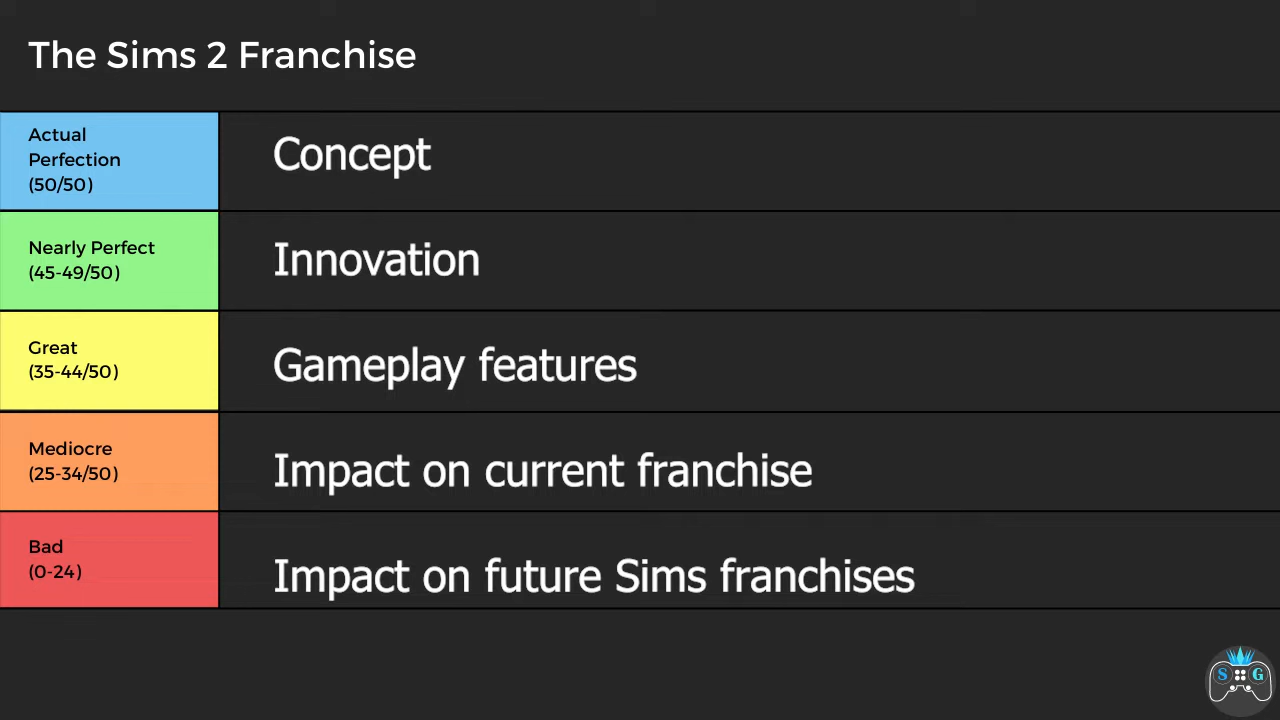 The Sims 2 Franchise
Actual
Perfection
(50/50)
Concept
Nearly Perfect
(45-49/50)
Innovation
Great
(35-44/50)
Gameplay features
Mediocre
(25-34/50)
Impact on current franchise
Bad
(0-24)
Impact on future Sims franchises
S G